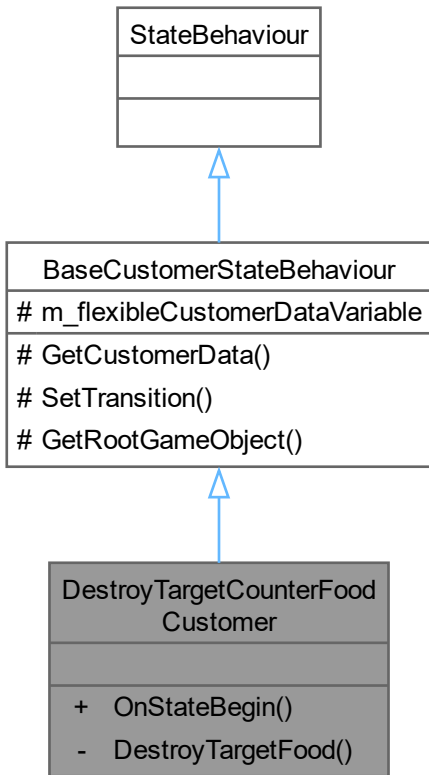 StateBehaviour
BaseCustomerStateBehaviour
# m_flexibleCustomerDataVariable
# GetCustomerData()
# SetTransition()
# GetRootGameObject()
DestroyTargetCounterFood
Customer
+ OnStateBegin()
- DestroyTargetFood()